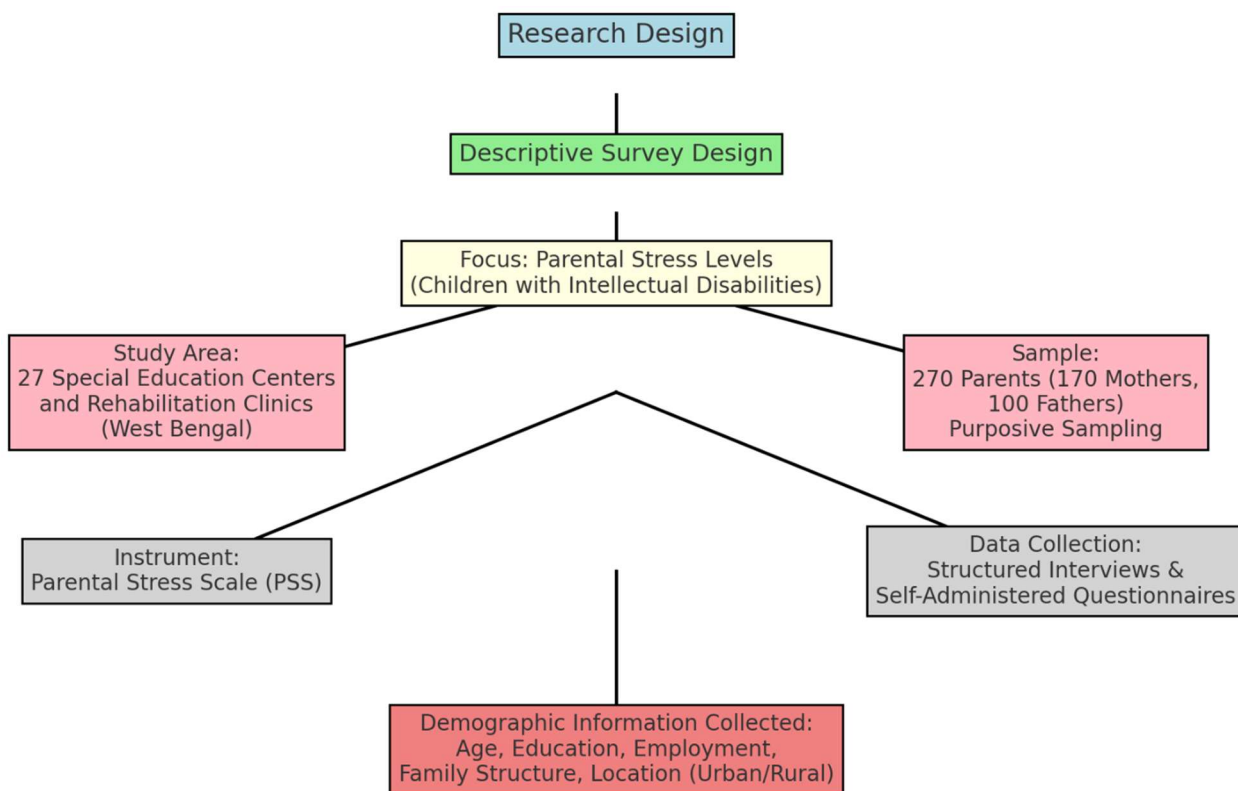 Research Design
Descriptive Survey Design
Focus: Parental Stress Levels
(Children with Intellectual Disabilities)
Study Area:
27 Special Education Centers
and Rehabilitation Clinics
(West Bengal)
Sample:
270 Parents (170 Mothers,
100 Fathers)
Purposive Sampling
Instrument:
Parental Stress Scale (PSS)
Data Collection:
Structured Interviews &
Self-Administered Questionnaires
Demographic Information Collected:
Age, Education, Employment,
Family Structure, Location (Urban/Rural)